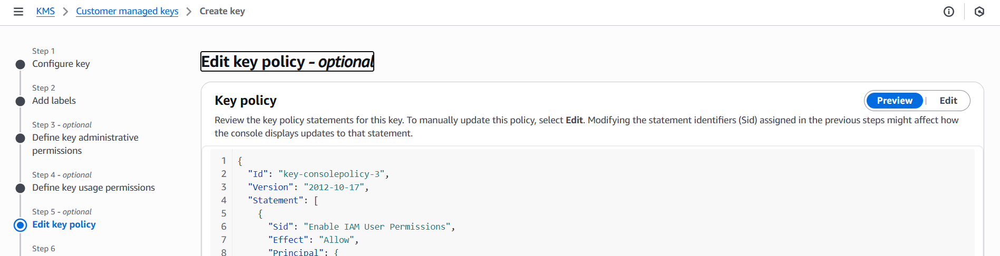 KMS > Customer managed keys > Create key
Step 1
Configure key
Step 2
Add labels
Step 3 - optional
Define key administrative
permissions
Step 4 - optional
Define key usage permissions
Step 5 - optional
Edit key policy
Step 6
Edit key policy - optional
Key policy
Preview | Edit
Review the key policy statements for this key. To manually update this policy, select Edit. Modifying the statement identifiers (Sid) assigned in the previous steps might affect how
the console displays updates to that statement.
1 {
2 "Id": "key-consolepolicy-3",
3 "Version": "2012-10-17",
4 "Statement": [
5 {
6 "Sid": "Enable IAM User Permissions",
7 "Effect": "Allow",
8 "Principal": {